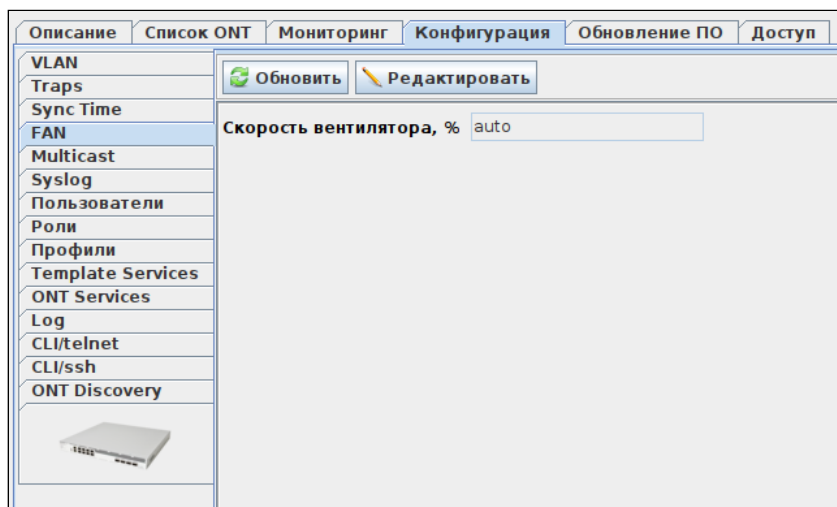 Описание Список ONT Мониторинг Конфигурация Обновление ПО Доступ
VLAN
Traps
Sync Time
FAN
Multicast
Syslog
Пользователи
Роли
Профили
Template Services
ONT Services
Log
CLI/telnet
CLI/ssh
ONT Discovery
Обновить Редактировать
Скорость вентилятора, % auto